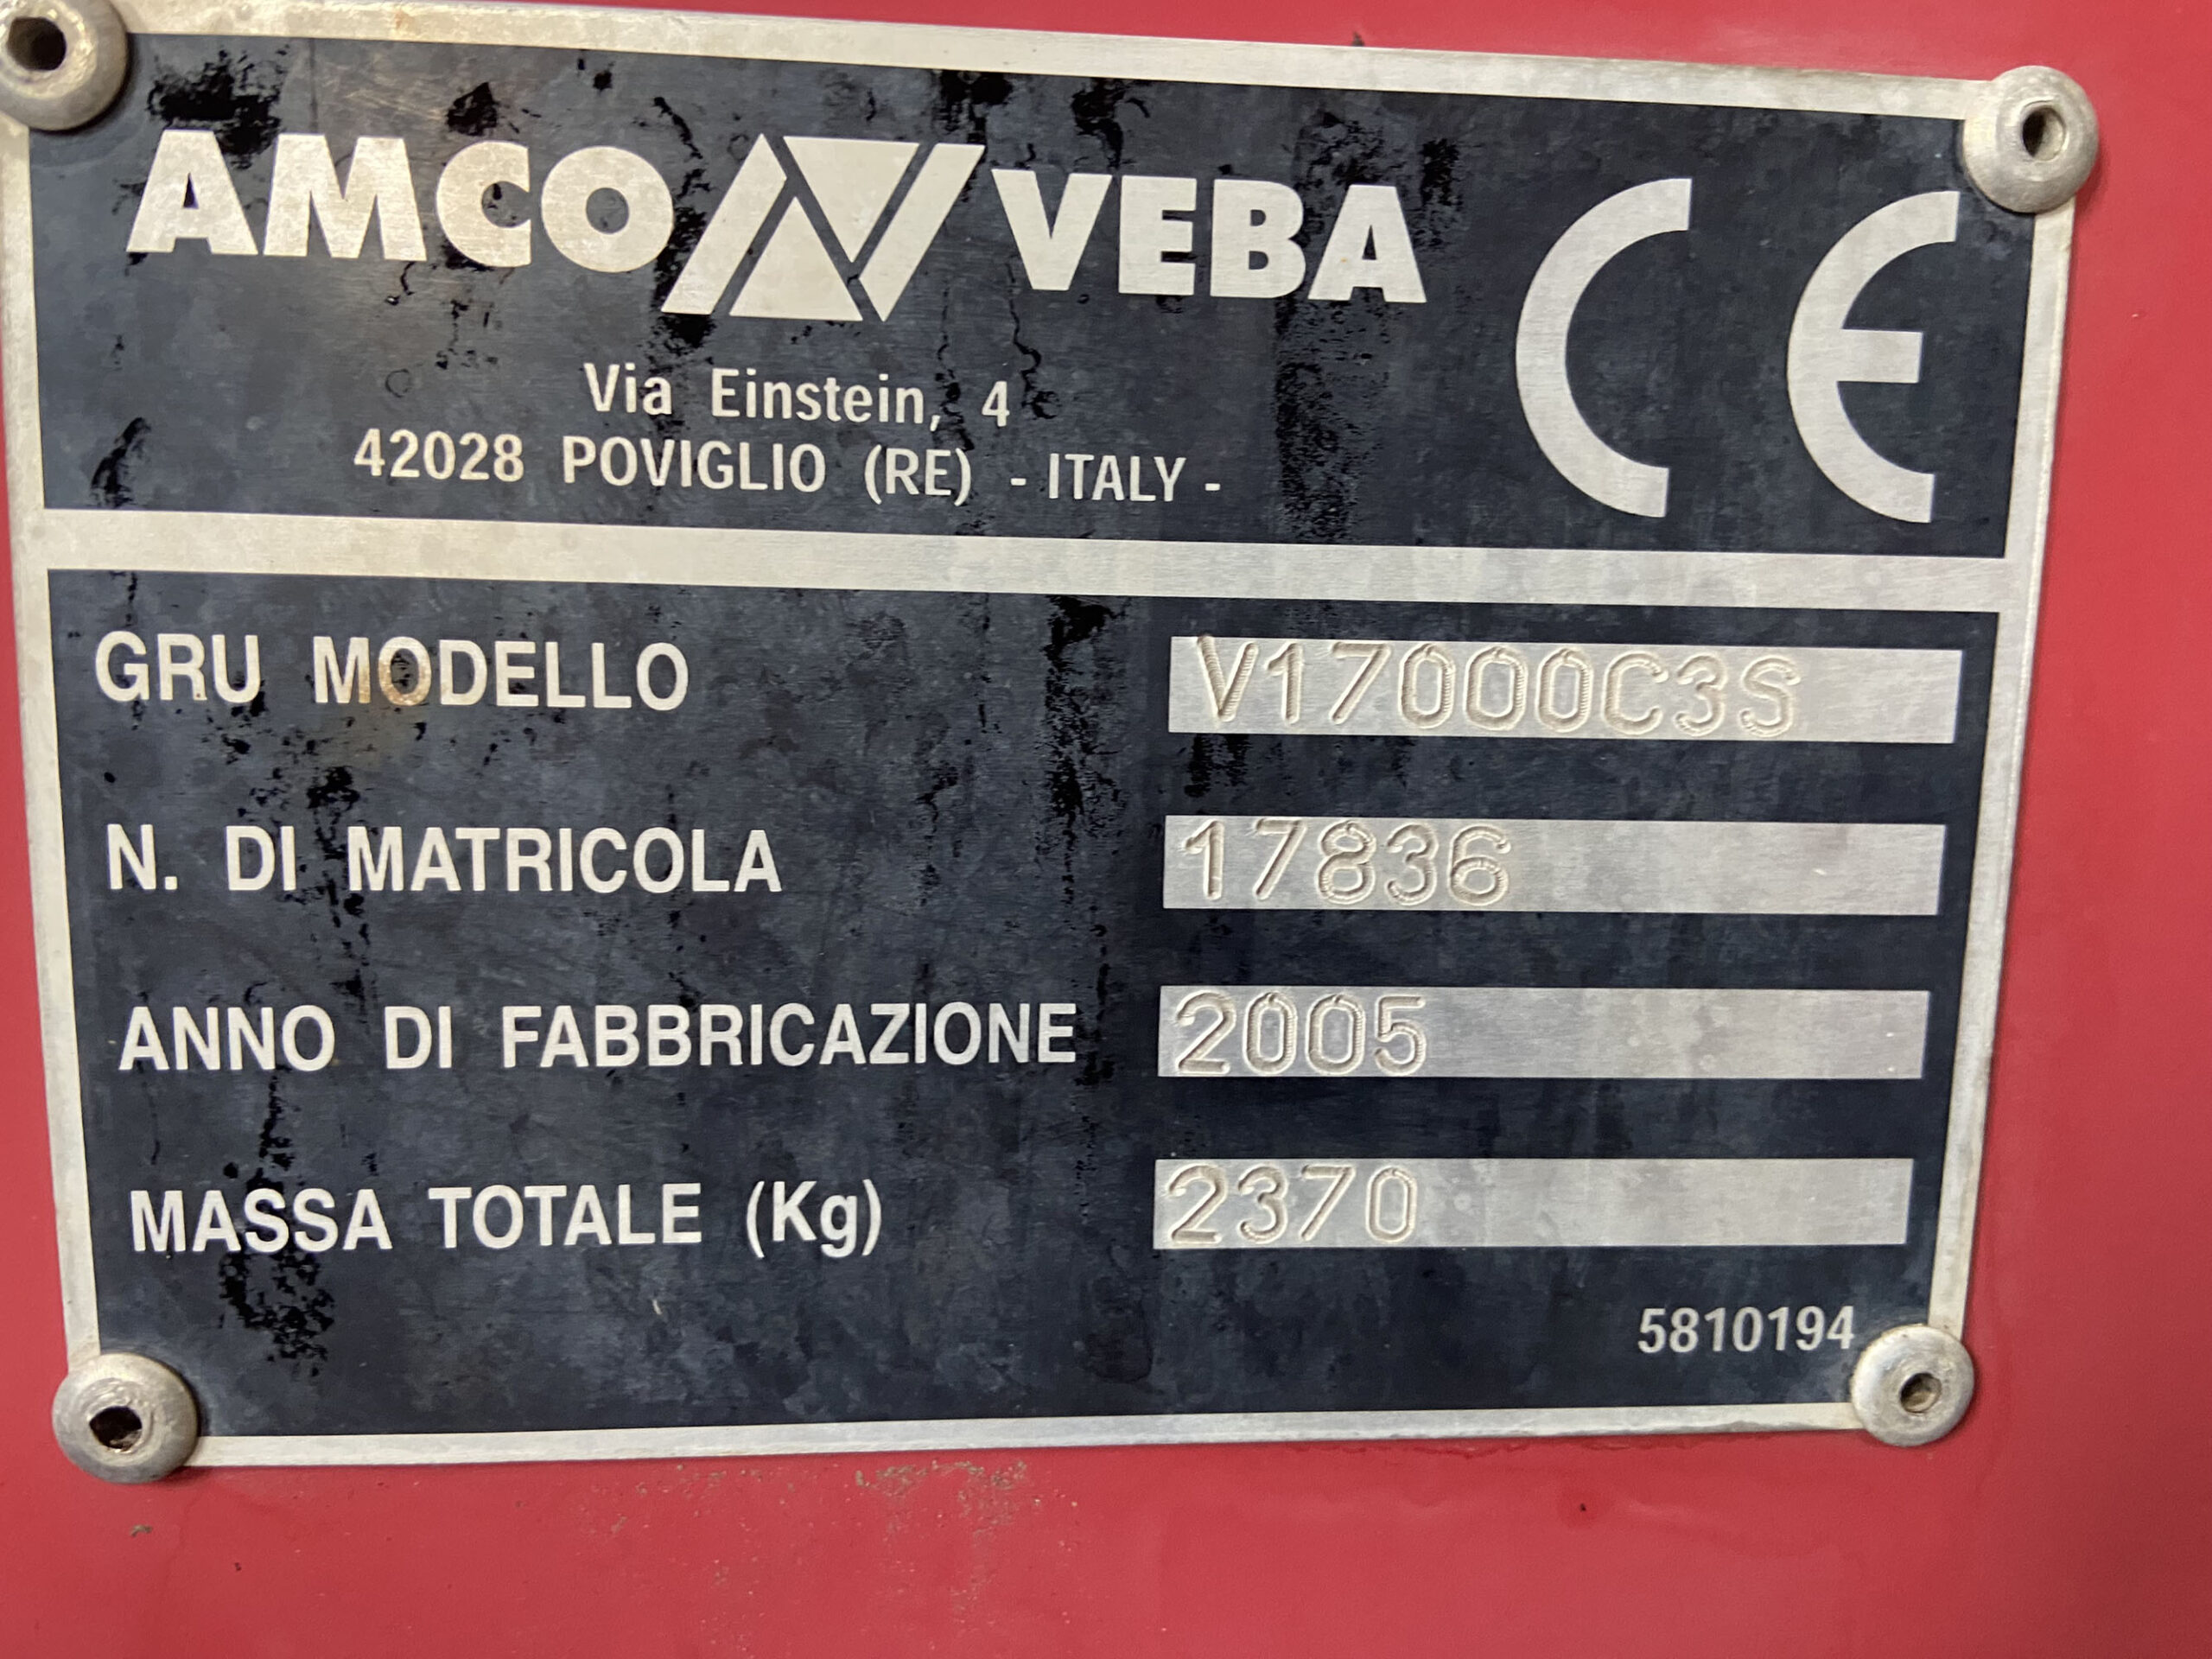 AMCO VEBA CE
Via Einstein, 4
42028 POVIGLIO (RE) - ITALY -
GRU MODELLO V17000C3S
N. DI MATRICOLA 17836
ANNO DI FABBRICAZIONE 2005
MASSA TOTALE (Kg) 2370
5810194